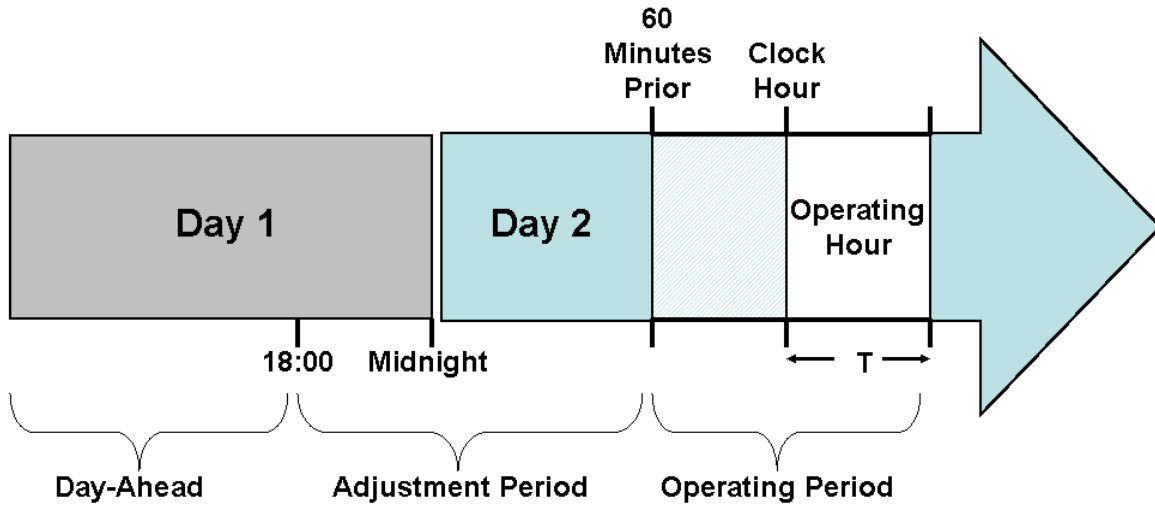 60
Minutes
Prior
Clock
Hour
Day 1
Day 2
Operating
Hour
18:00
Midnight
T
Day-Ahead
Adjustment Period
Operating Period